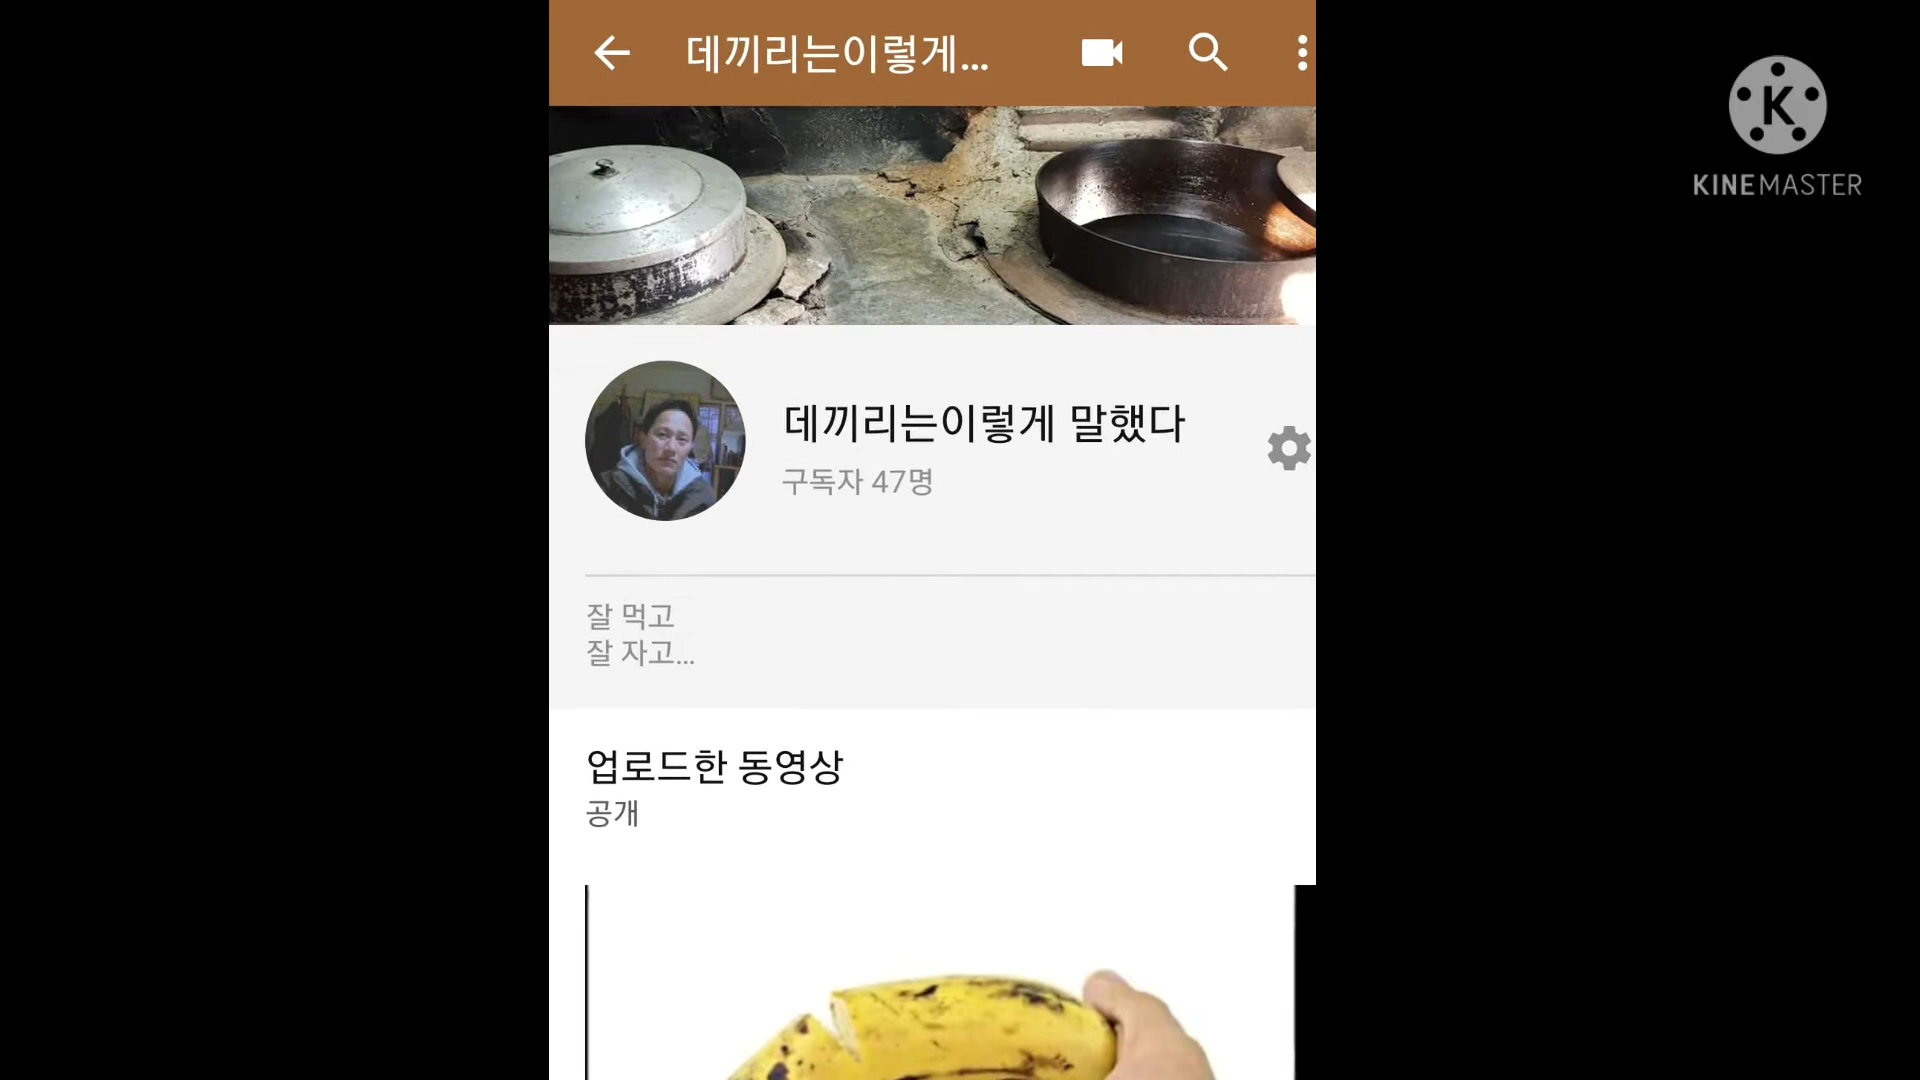 데끼리는이렇게...
K
KINEMASTER
데끼리는이렇게 말했다
구독자 47명
잘 먹고
잘 자고...
업로드한 동영상
공개